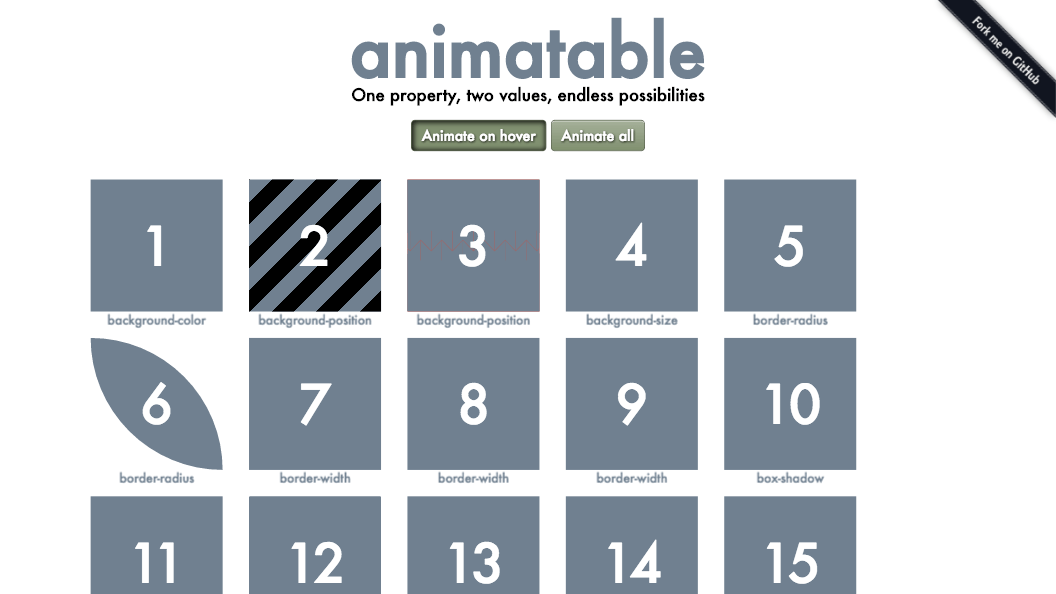 animatable
One property, two values, endless possibilities
Fork me on GitHub
Animate on hover Animate all
1 2 3 4 5
background-color background-position background-position background-size border-radius
6 7 8 9 10
border-radius border-width border-width border-width box-shadow
11 12 13 14 15